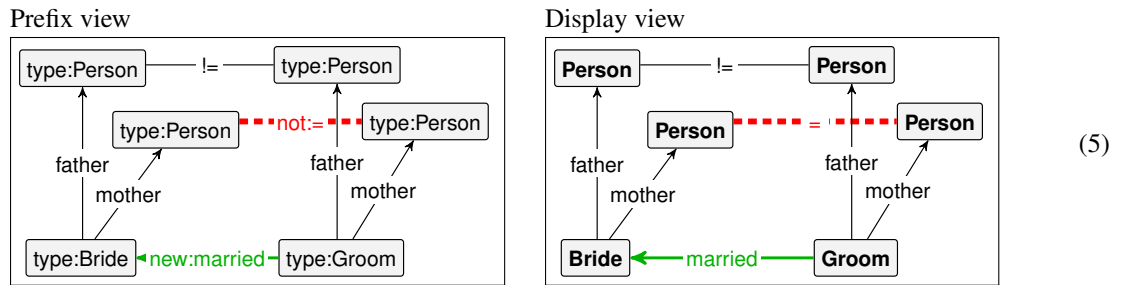 Prefix view
Display view
type:Person != type:Person
Person != Person
type:Person not:= type:Person
Person = Person
(5)
father father
father father
mother mother
mother mother
type:Bride new:married type:Groom
Bride married Groom